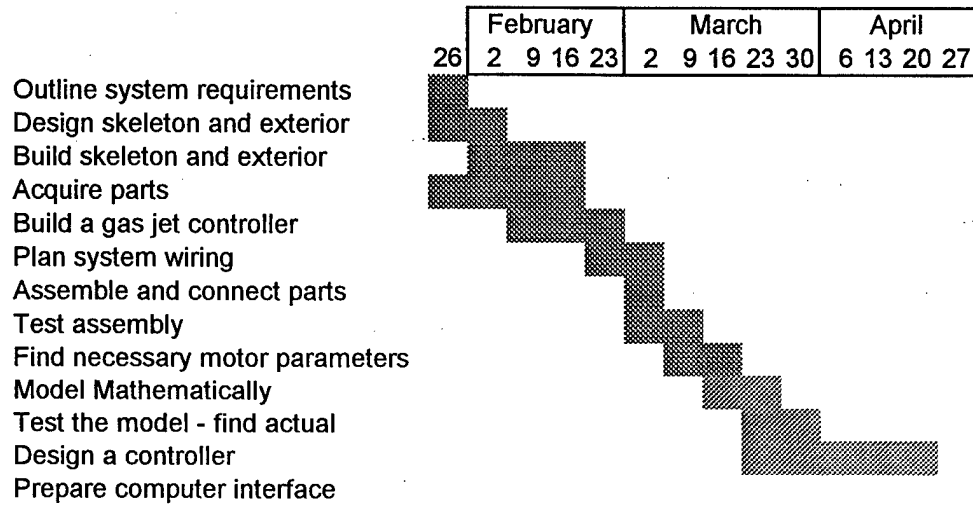 February March April
26 2 9 16 23 2 9 16 23 30 6 13 20 27
Outline system requirements
Design skeleton and exterior
Build skeleton and exterior
Acquire parts
Build a gas jet controller
Plan system wiring
Assemble and connect parts
Test assembly
Find necessary motor parameters
Model Mathematically
Test the model - find actual
Design a controller
Prepare computer interface